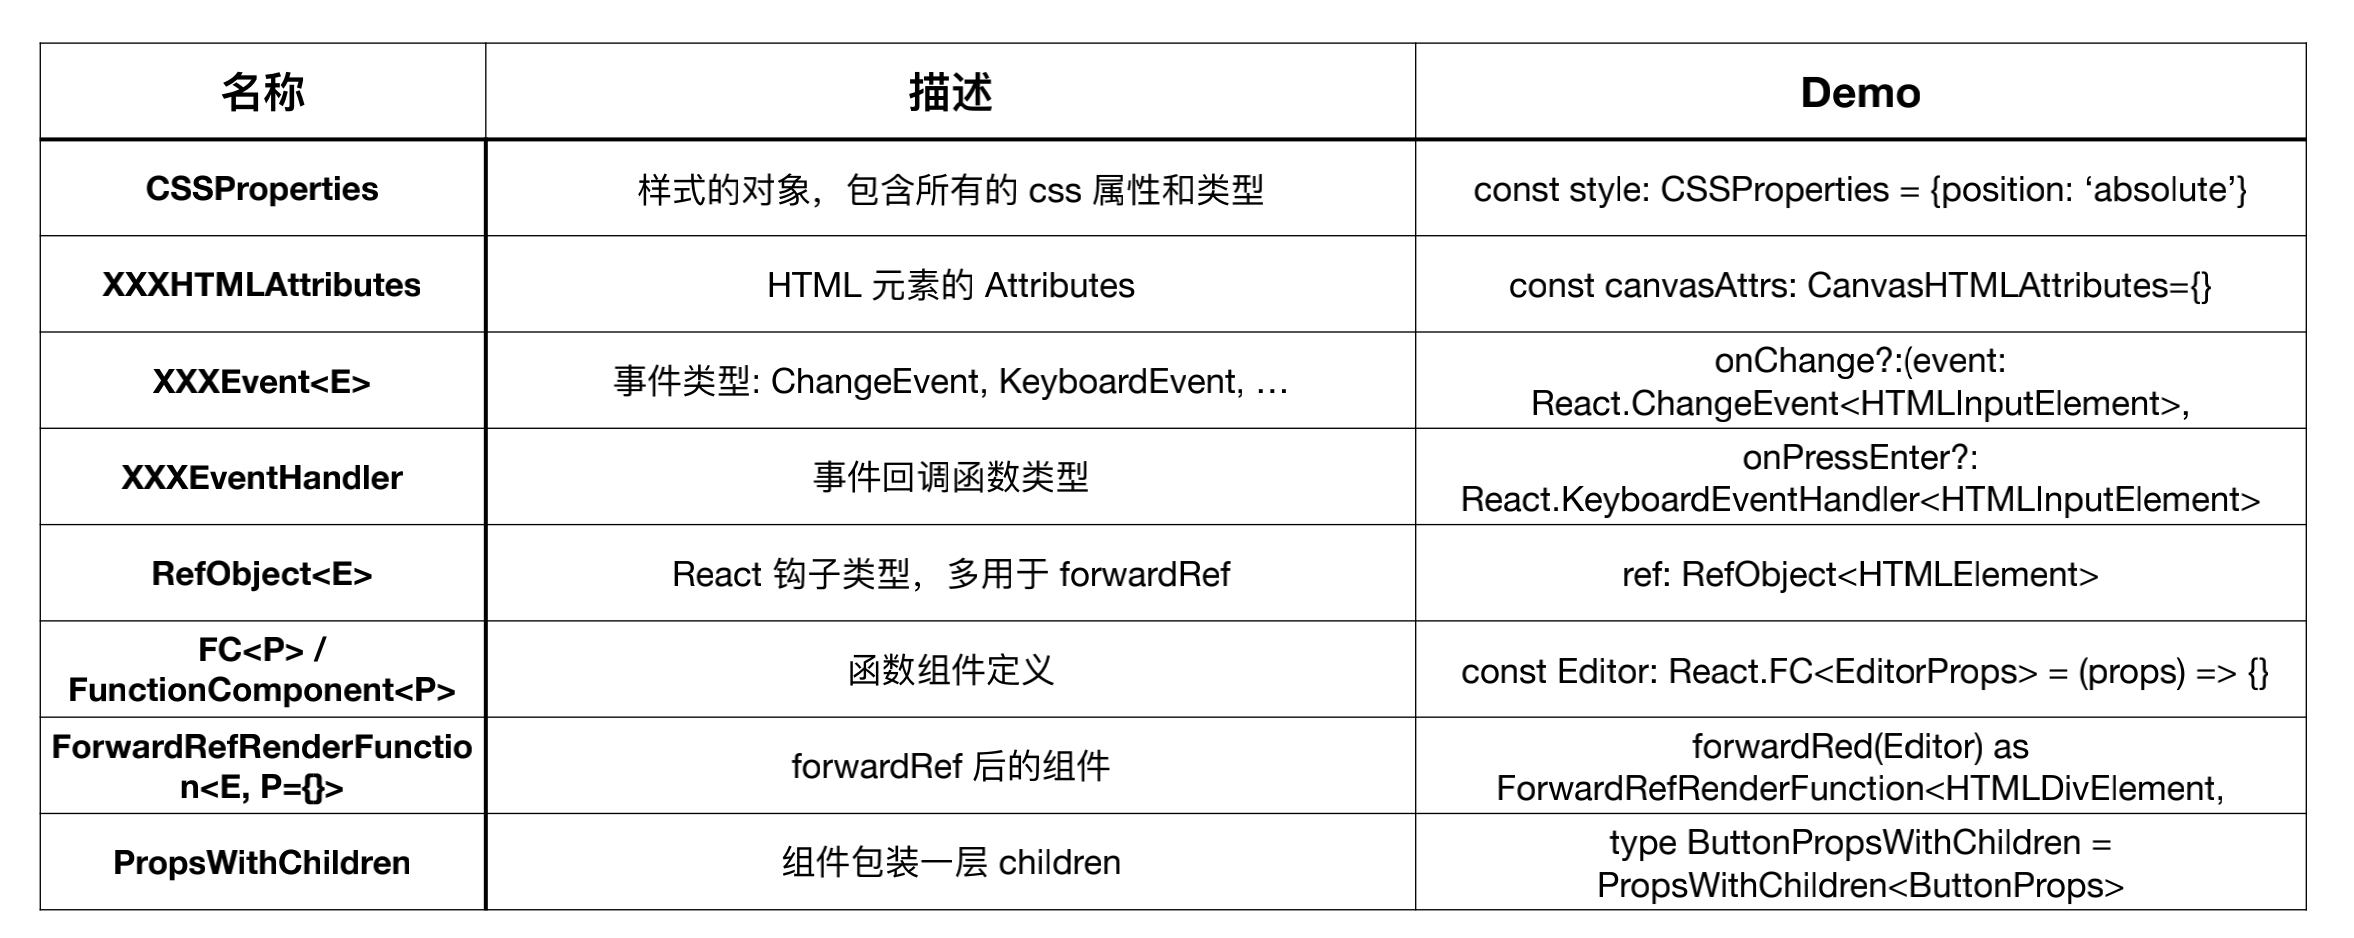 名称
描述
Demo
CSSProperties
样式的对象，包含所有的 css 属性和类型
const style: CSSProperties = {position: ‘absolute’}
XXXHTMLAttributes
HTML 元素的 Attributes
const canvasAttrs: CanvasHTMLAttributes={}
XXXEvent<E>
事件类型: ChangeEvent, KeyboardEvent, …
onChange?:(event:
React.ChangeEvent<HTMLInputElement>,
XXXEventHandler
事件回调函数类型
onPressEnter?:
React.KeyboardEventHandler<HTMLInputElement>
RefObject<E>
React 钩子类型，多用于 forwardRef
ref: RefObject<HTMLElement>
FC<P> /
FunctionComponent<P>
函数组件定义
const Editor: React.FC<EditorProps> = (props) => {}
ForwardRefRenderFunctio
n<E, P={}>
forwardRef 后的组件
forwardRed(Editor) as
ForwardRefRenderFunction<HTMLDivElement,
PropsWithChildren
组件包装一层 children
type ButtonPropsWithChildren =
PropsWithChildren<ButtonProps>